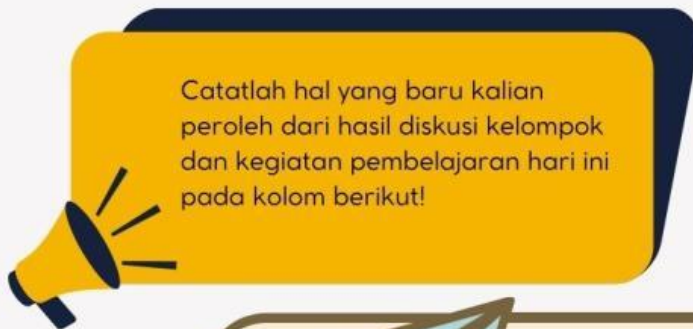 Catatlah hal yang baru kalian
peroleh dari hasil diskusi kelompok
dan kegiatan pembelajaran hari ini
pada kolom berikut!